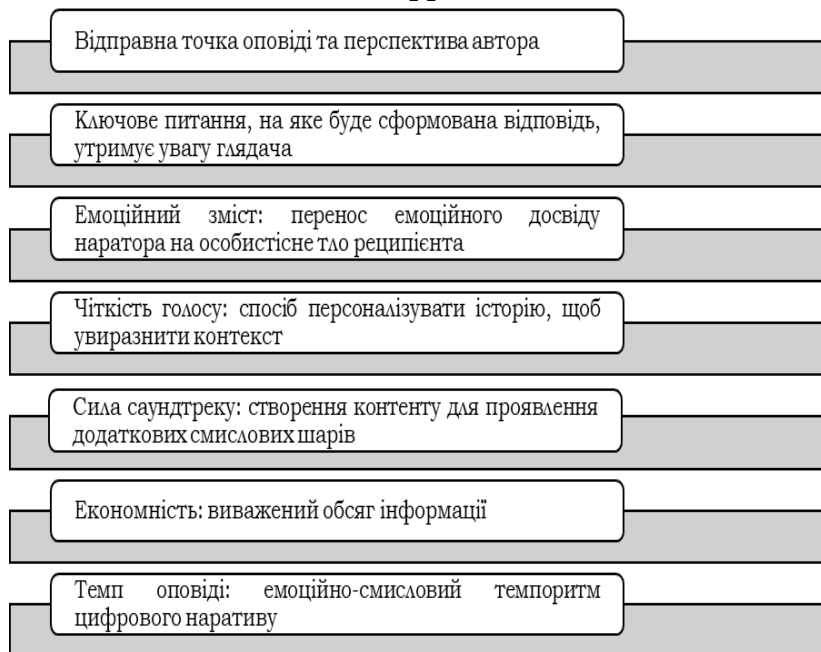 Відправна точка оповіді та перспектива автора
Ключове питання, на яке буде сформована відповідь,
утримує увагу глядача
Емоційний зміст: перенос емоційного досвіду
наратора на особистісне тло реципієнта
Чіткість голосу: спосіб персоналізувати історію, щоб
увиразнити контекст
Сила саундтреку: створення контенту для проявлення
додаткових смислових шарів
Економність: виважений обсяг інформації
Темп оповіді: емоційно-смисловий темпоритм
цифрового наративу